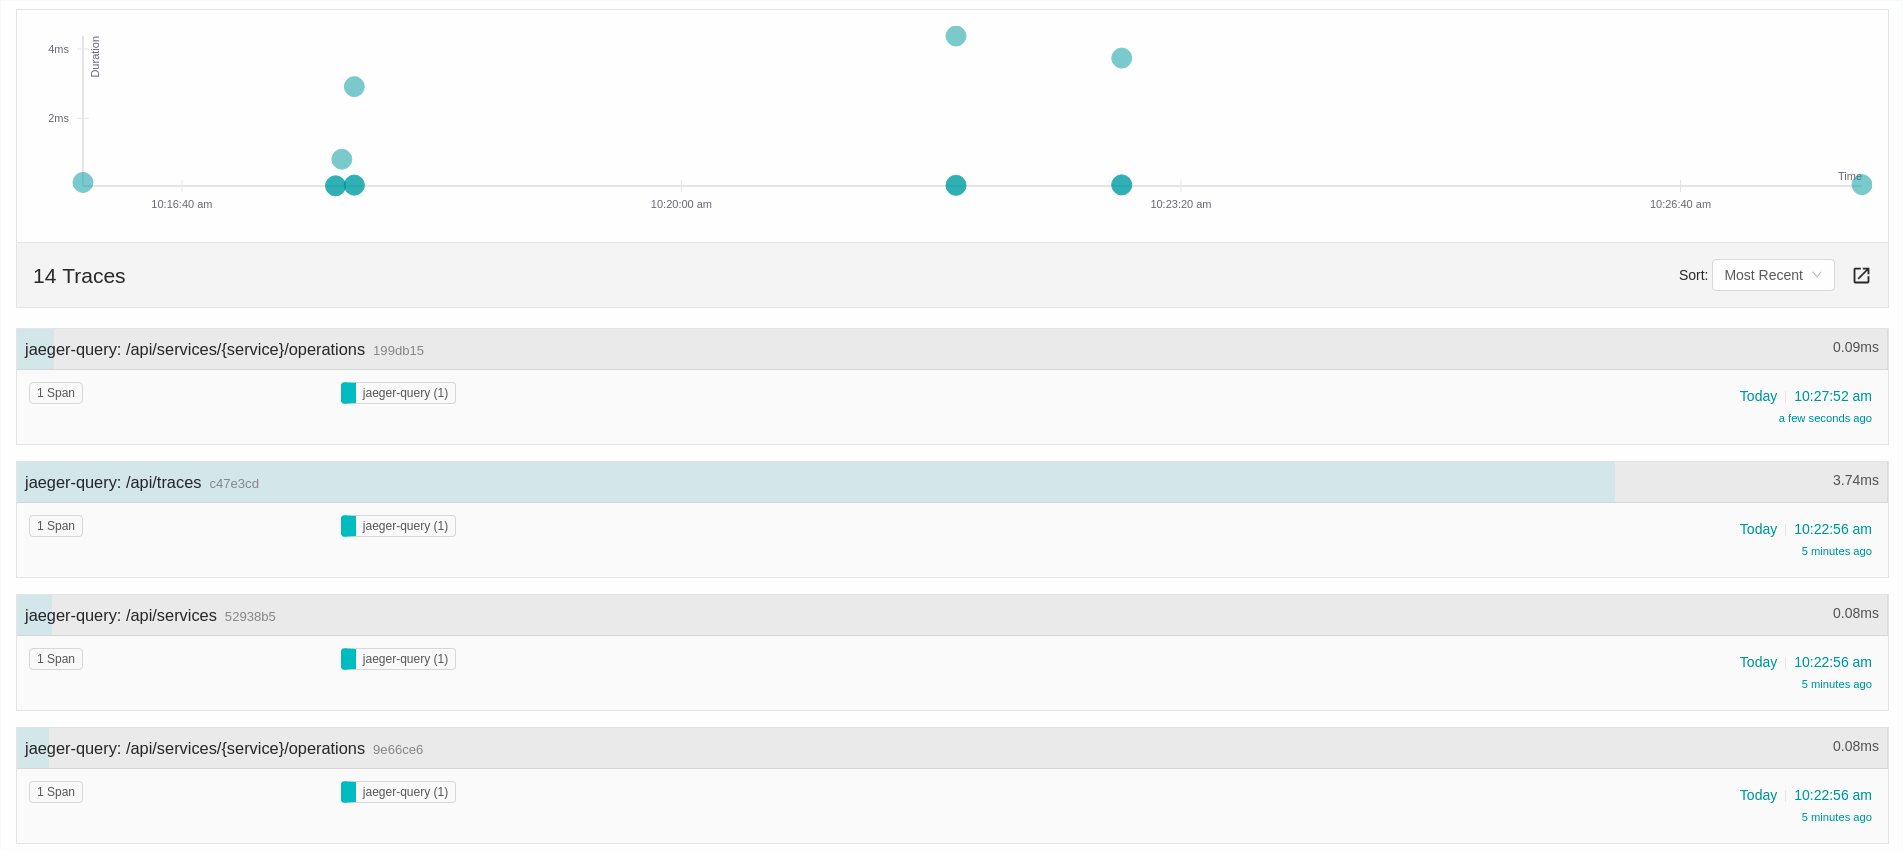 Duration
4ms
2ms
Time
10:16:40 am 10:20:00 am 10:23:20 am 10:26:40 am
14 Traces Sort: Most Recent
jaeger-query: /api/services/{service}/operations 199db15 0.09ms
1 Span jaeger-query (1) Today 10:27:52 am
a few seconds ago
jaeger-query: /api/traces c47e3cd 3.74ms
1 Span jaeger-query (1) Today 10:22:56 am
5 minutes ago
jaeger-query: /api/services 52938b5 0.08ms
1 Span jaeger-query (1) Today 10:22:56 am
5 minutes ago
jaeger-query: /api/services/{service}/operations 9e66ce6 0.08ms
1 Span jaeger-query (1) Today 10:22:56 am
5 minutes ago